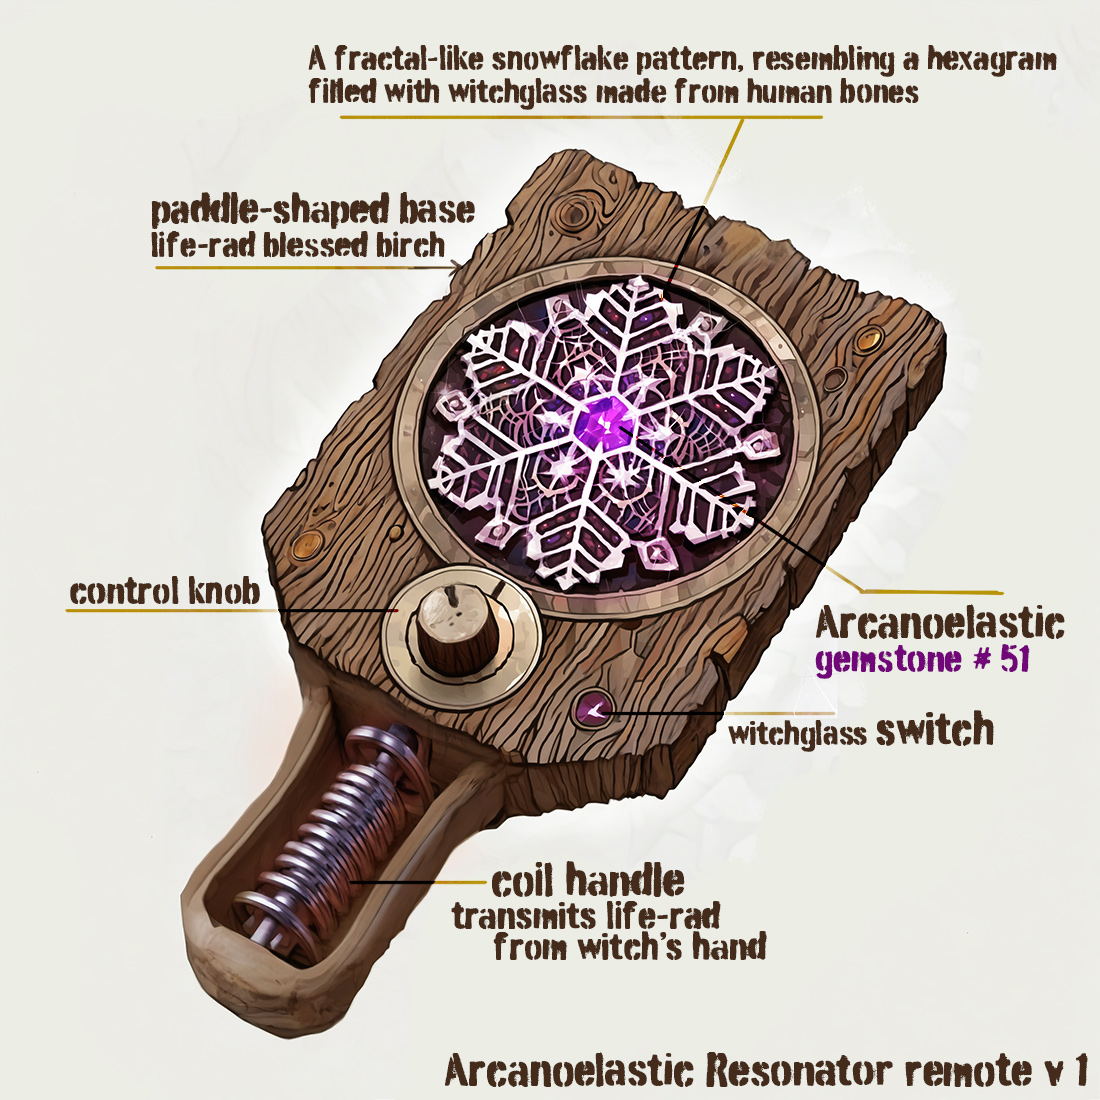 A fractal-like snowflake pattern, resembling a hexagram
filled with witchglass made from human bones
paddle-shaped base
life-rad blessed birch
control knob
Arcanoelastic
gemstone # 51
witchglass switch
coil handle
transmits life-rad
from witch's hand
Arcanoelastic Resonator remote v 1